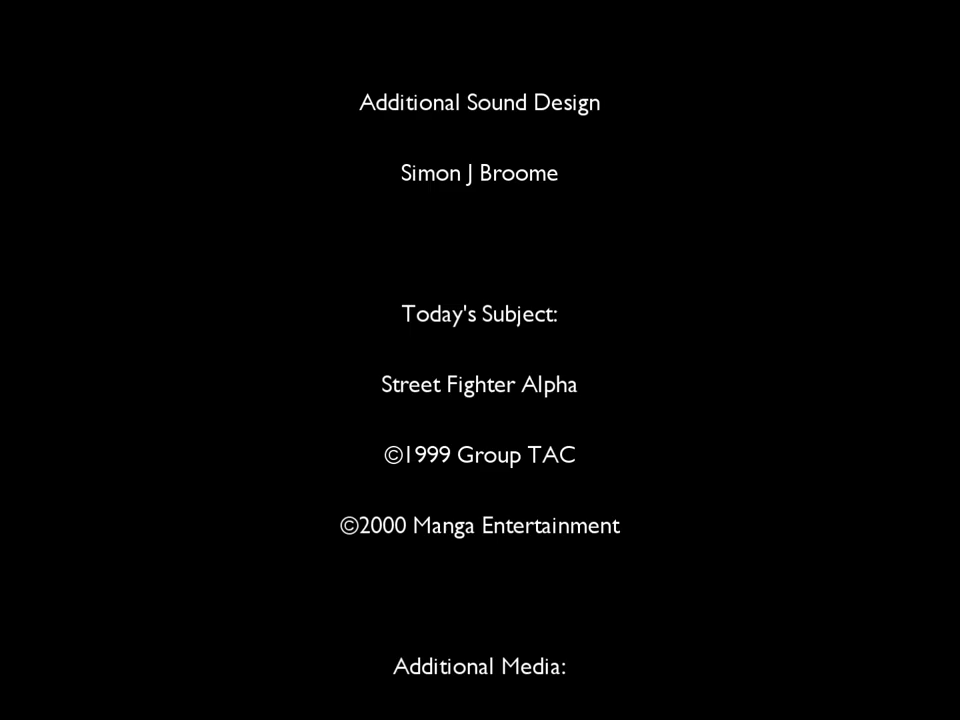 Additional Sound Design
Simon J Broome
Today's Subject:
Street Fighter Alpha
©1999 Group TAC
©2000 Manga Entertainment
Additional Media: